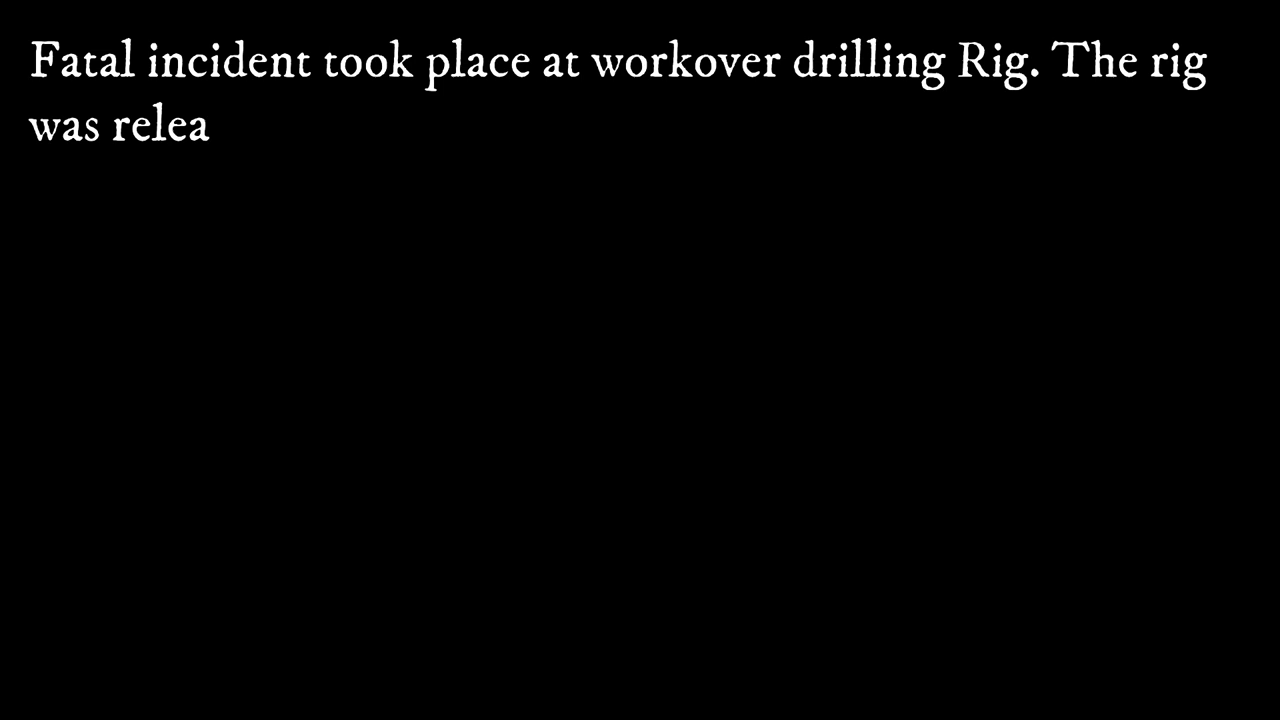 Fatal incident took place at workover drilling Rig. The rig
was relea